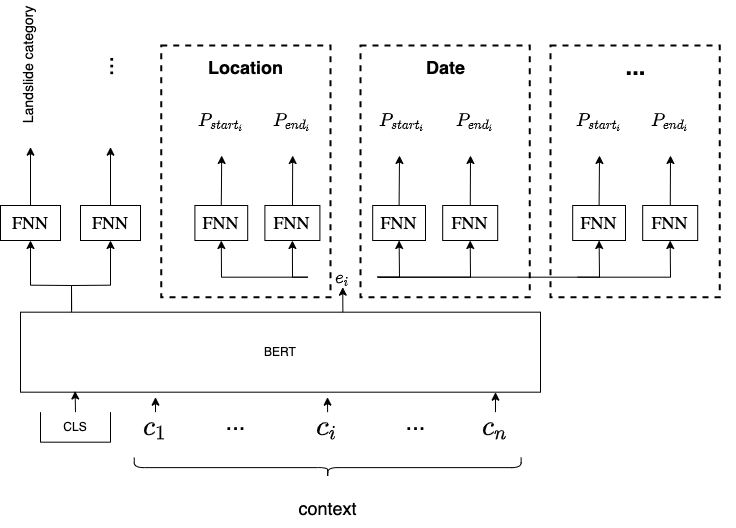 Landslide category
⋮
Location
Date
...
P_{start_i} P_{end_i}
P_{start_i} P_{end_i}
P_{start_i} P_{end_i}
FNN FNN FNN FNN FNN FNN FNN FNN
e_i
BERT
CLS c_1 ... c_i ... c_n
context